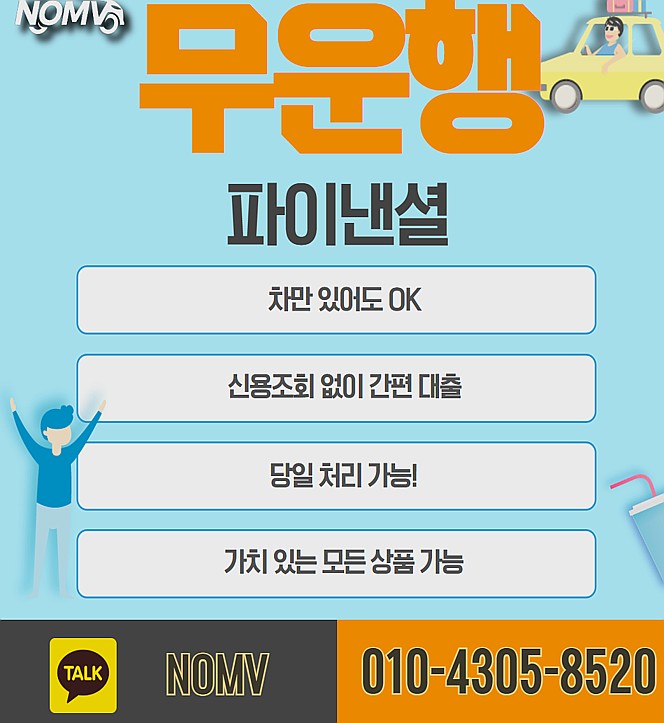 NOMV
무운행
파이낸셜
차만 있어도 OK
신용조회 없이 간편 대출
당일 처리 가능!
가치 있는 모든 상품 가능
TALK
NOMV
010-4305-8520